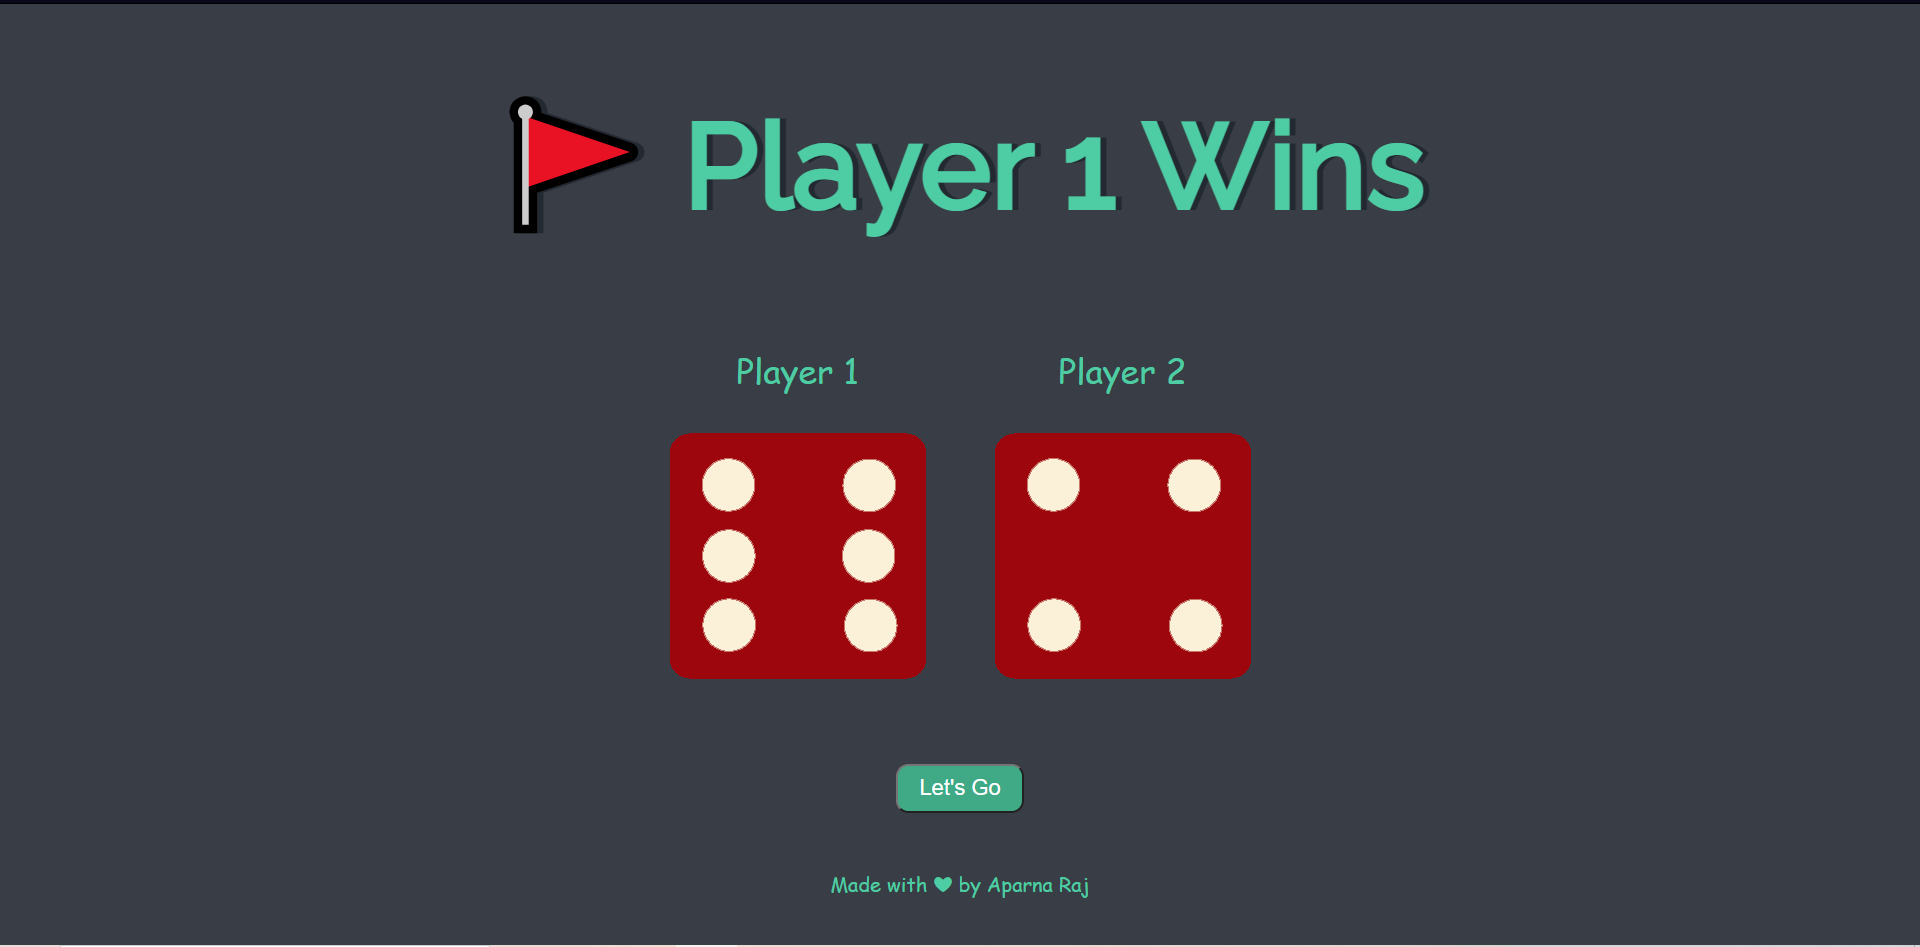 Player 1 Wins
Player 1
Player 2
Let's Go
Made with ♥ by Aparna Raj